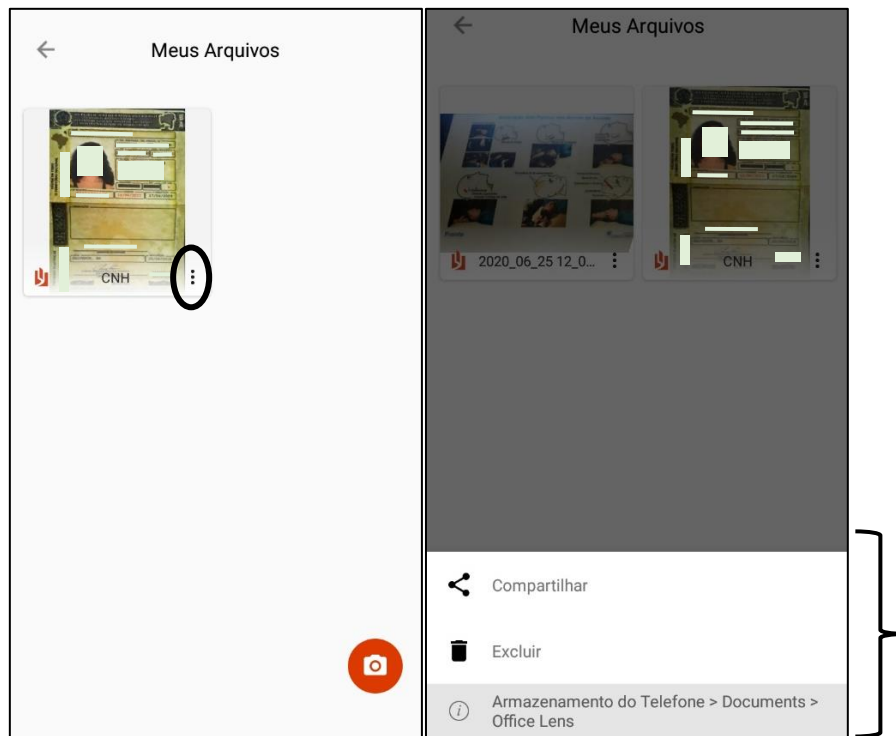 Meus Arquivos
CNH
Meus Arquivos
2020_06_25 12_0...
CNH
Compartilhar
Excluir
Armazenamento do Telefone > Documents >
Office Lens